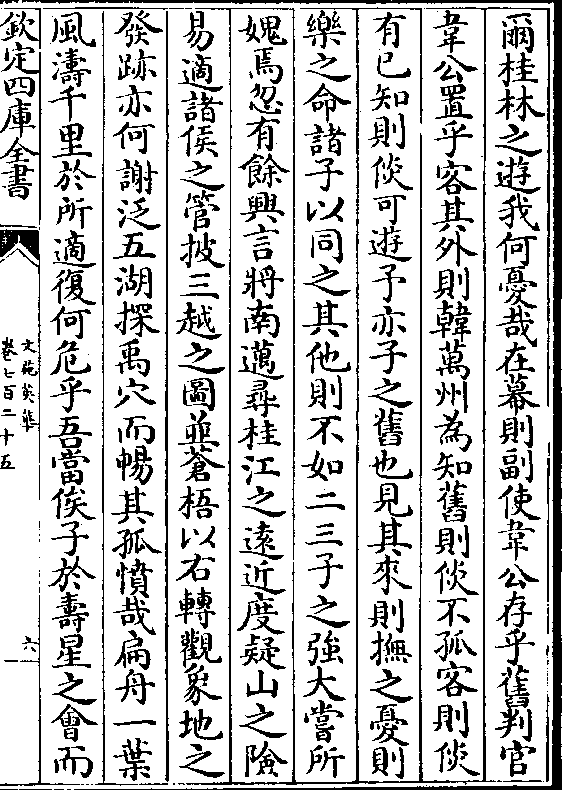 爾桂林之遊我何憂哉在幕則副使韋公存乎舊判官
韋公置乎客其外則韓萬州為知舊則倓不孤客則倓
有已知則倓可遊予亦子之舊也見其來則撫之憂則
樂之命諸子以同之其他則不如二三子之強大嘗所
媿焉忽有餘興言將南邁尋桂江之遠近度疑山之險
易適諸侯之管披三越之圖並蒼梧以右轉觀象地之
發跡亦何謝泛五湖探禹穴而暢其孤憤哉扁舟一葉
風濤千里於所適復何危乎吾當俟子於壽星之會而
欽定四庫全書
文苑英華
卷七百二十五
六